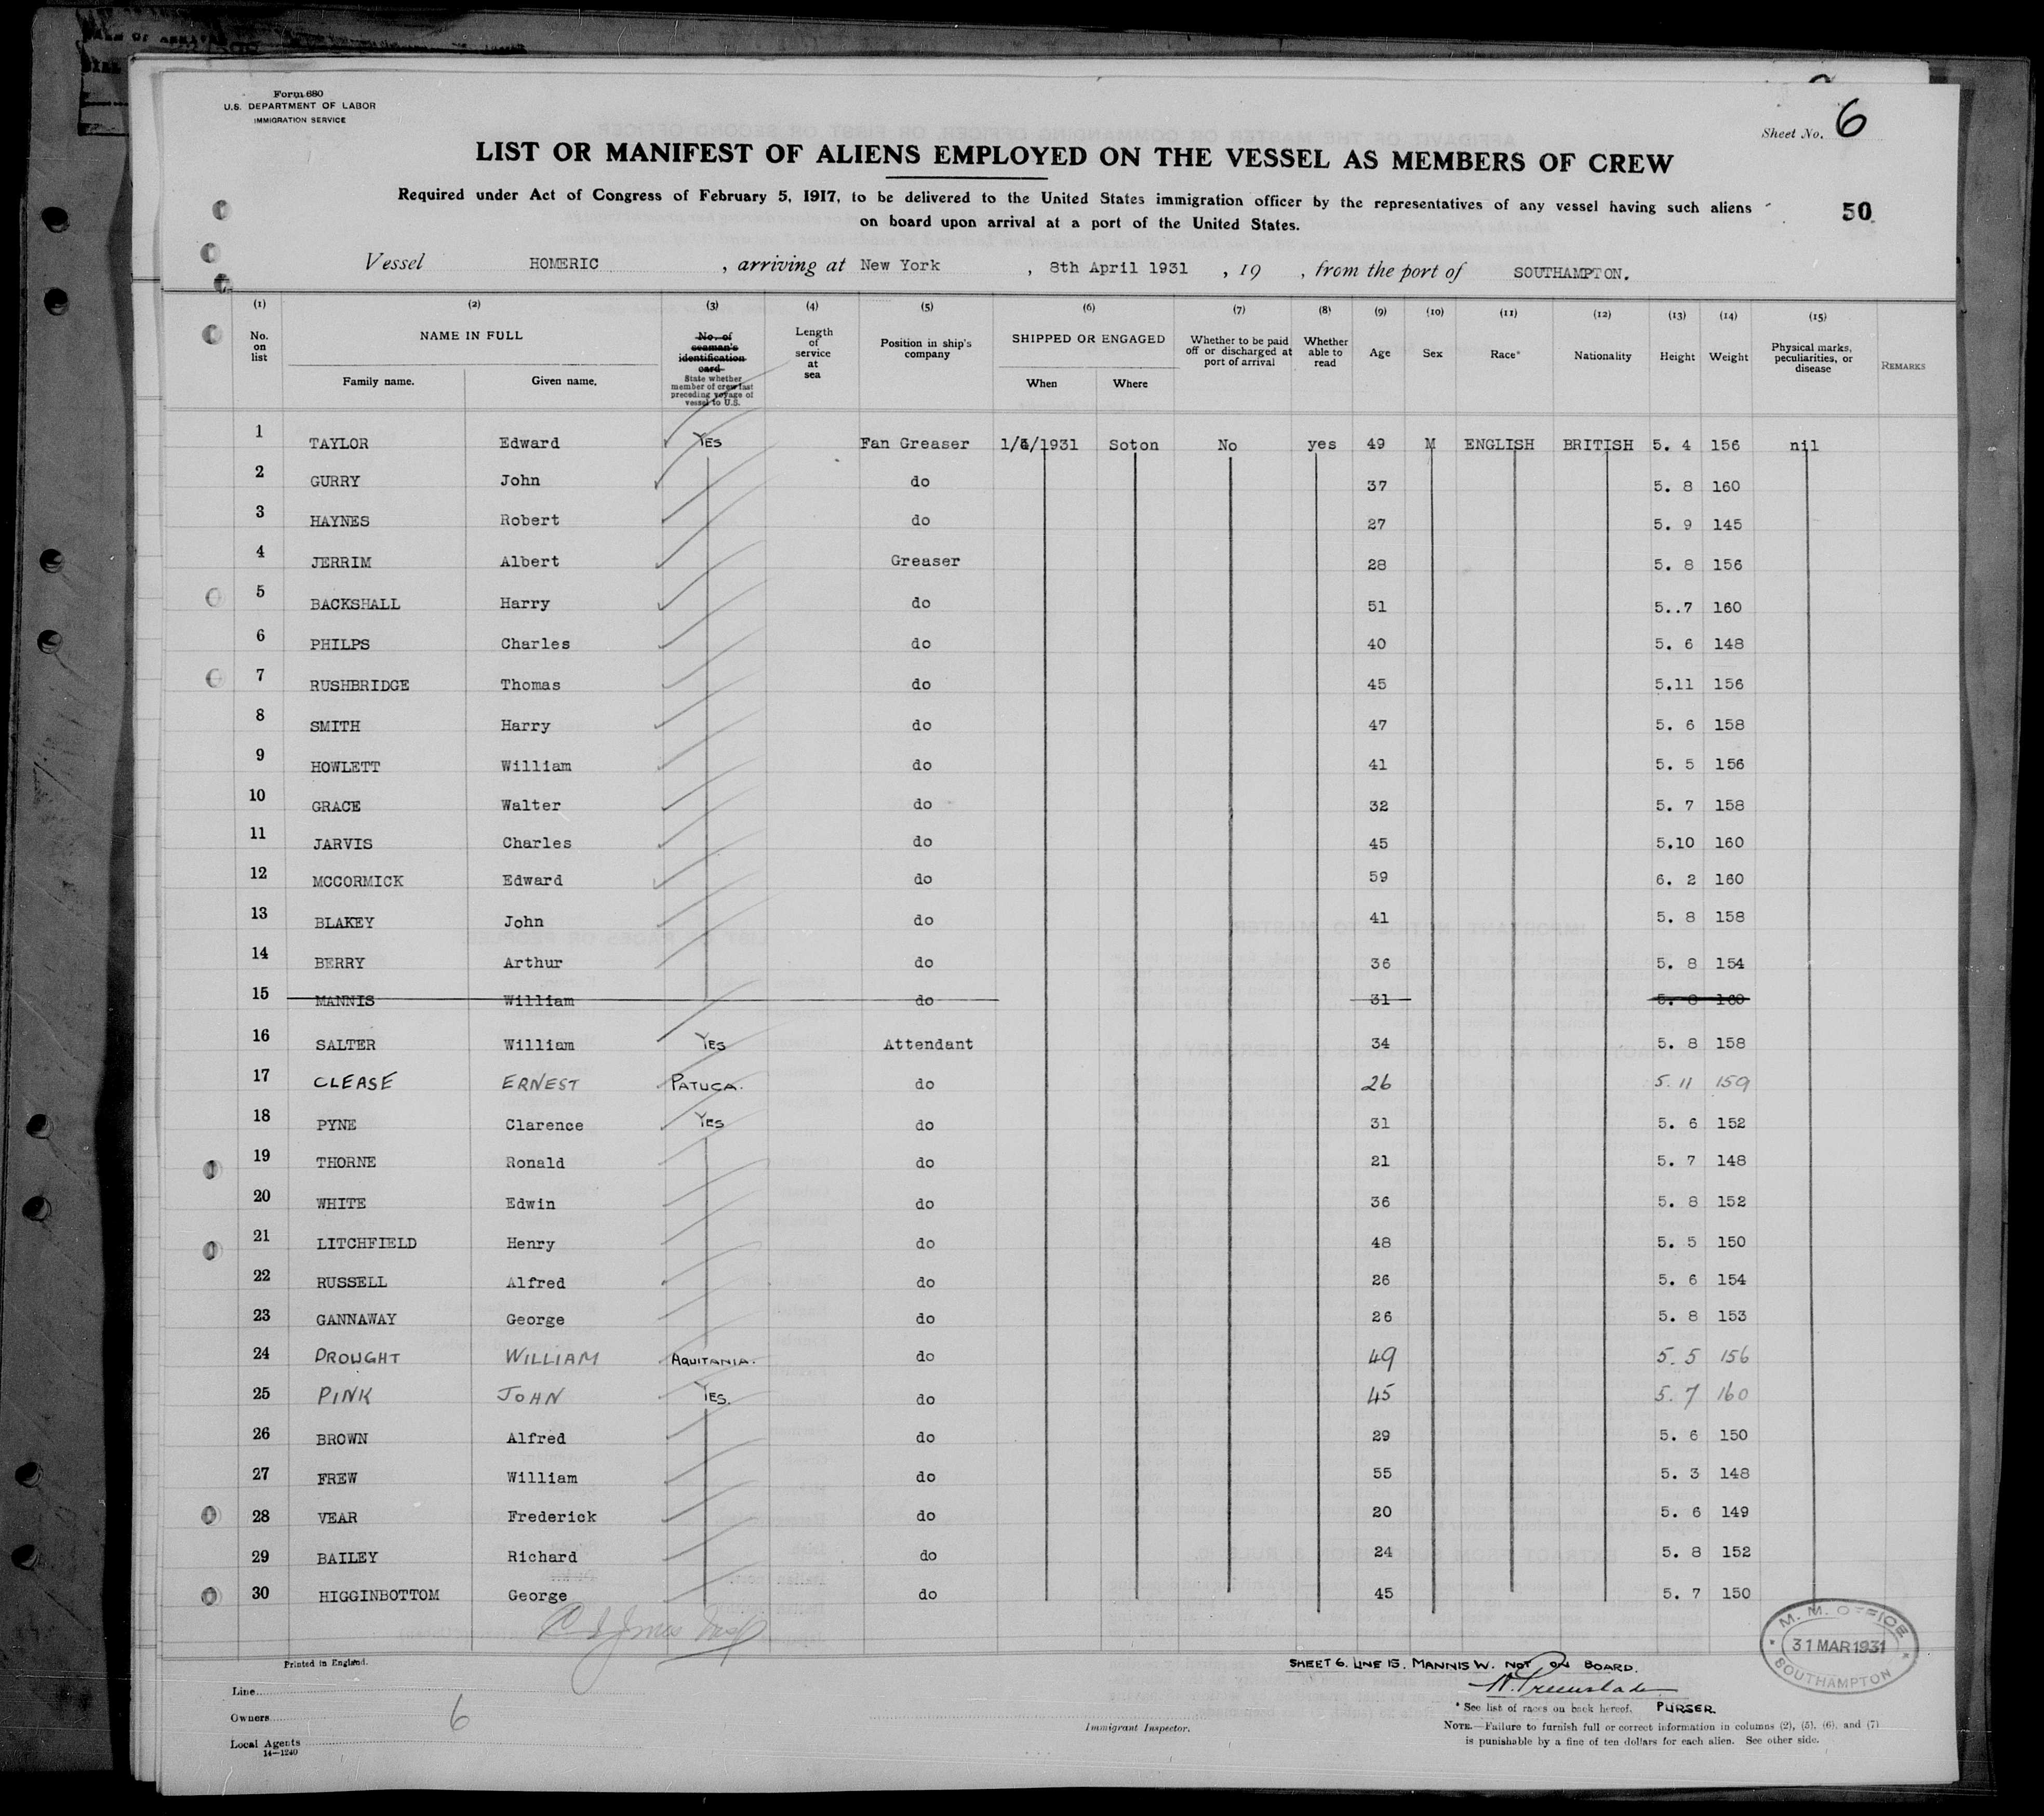 Form 680
U.S. DEPARTMENT OF LABOR
IMMIGRATION SERVICE
Sheet No. 6
LIST OR MANIFEST OF ALIENS EMPLOYED ON THE VESSEL AS MEMBERS OF CREW
Required under Act of Congress of February 5, 1917, to be delivered to the United States immigration officer by the representatives of any vessel having such aliens
on board upon arrival at a port of the United States.
50
Vessel HOMERIC, arriving at New York, 8th April 1931, 19 , from the port of SOUTHAMPTON.
(1) (2) (3) (4) (5) (6) (7) (8) (9) (10) (11) (12) (13) (14) (15)
No. on list
NAME IN FULL
Family name. Given name.
No. of seaman's identification card
State whether member of crew last preceding voyage of vessel to U.S.
Length of service at sea
Position in ship's company
SHIPPED OR ENGAGED
When Where
Whether to be paid off or discharged at port of arrival
Whether able to read
Age
Sex
Race*
Nationality
Height
Weight
Physical marks, peculiarities, or disease
REMARKS
1 TAYLOR Edward YES Fan Greaser 1/4/1931 Soton No yes 49 M ENGLISH BRITISH 5. 4 156 nil
2 GURRY John do 37 5. 8 160
3 HAYNES Robert do 27 5. 9 145
4 JERRIM Albert Greaser 28 5. 8 156
5 BACKSHALL Harry do 51 5..7 160
6 PHILPS Charles do 40 5. 6 148
7 RUSHBRIDGE Thomas do 45 5.11 156
8 SMITH Harry do 47 5. 6 158
9 HOWLETT William do 41 5. 5 156
10 GRACE Walter do 32 5. 7 158
11 JARVIS Charles do 45 5.10 160
12 MCCORMICK Edward do 59 6. 2 160
13 BLAKEY John do 41 5. 8 158
14 BERRY Arthur do 36 5. 8 154
15 MANNIS William do 31 5. 8 160
16 SALTER William YES Attendant 34 5. 8 158
17 CLEASE ERNEST PATUCA. do 26 5. 11 159
18 PYNE Clarence YES do 31 5. 6 152
19 THORNE Ronald do 21 5. 7 148
20 WHITE Edwin do 36 5. 8 152
21 LITCHFIELD Henry do 48 5. 5 150
22 RUSSELL Alfred do 26 5. 6 154
23 GANNAWAY George do 26 5. 8 153
24 DROUGHT WILLIAM AQUITANIA. do 49 5. 5 156
25 PINK JOHN YES. do 45 5. 7 160
26 BROWN Alfred do 29 5. 6 150
27 FREW William do 55 5. 3 148
28 VEAR Frederick do 20 5. 6 149
29 BAILEY Richard do 24 5. 8 152
30 HIGGINBOTTOM George do 45 5. 7 150
M. M. OFFICE
31 MAR 1931
SOUTHAMPTON
Printed in England.
SHEET 6. LINE 15. MANNIS W. NOT ON BOARD.
Line
* See list of races on back hereof. PURSER.
Owners
6
Immigrant Inspector.
NOTE.—Failure to furnish full or correct information in columns (2), (5), (6), and (7)
is punishable by a fine of ten dollars for each alien. See other side.
Local Agents
14—1240